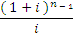 (1 + i)ⁿ⁻¹
i